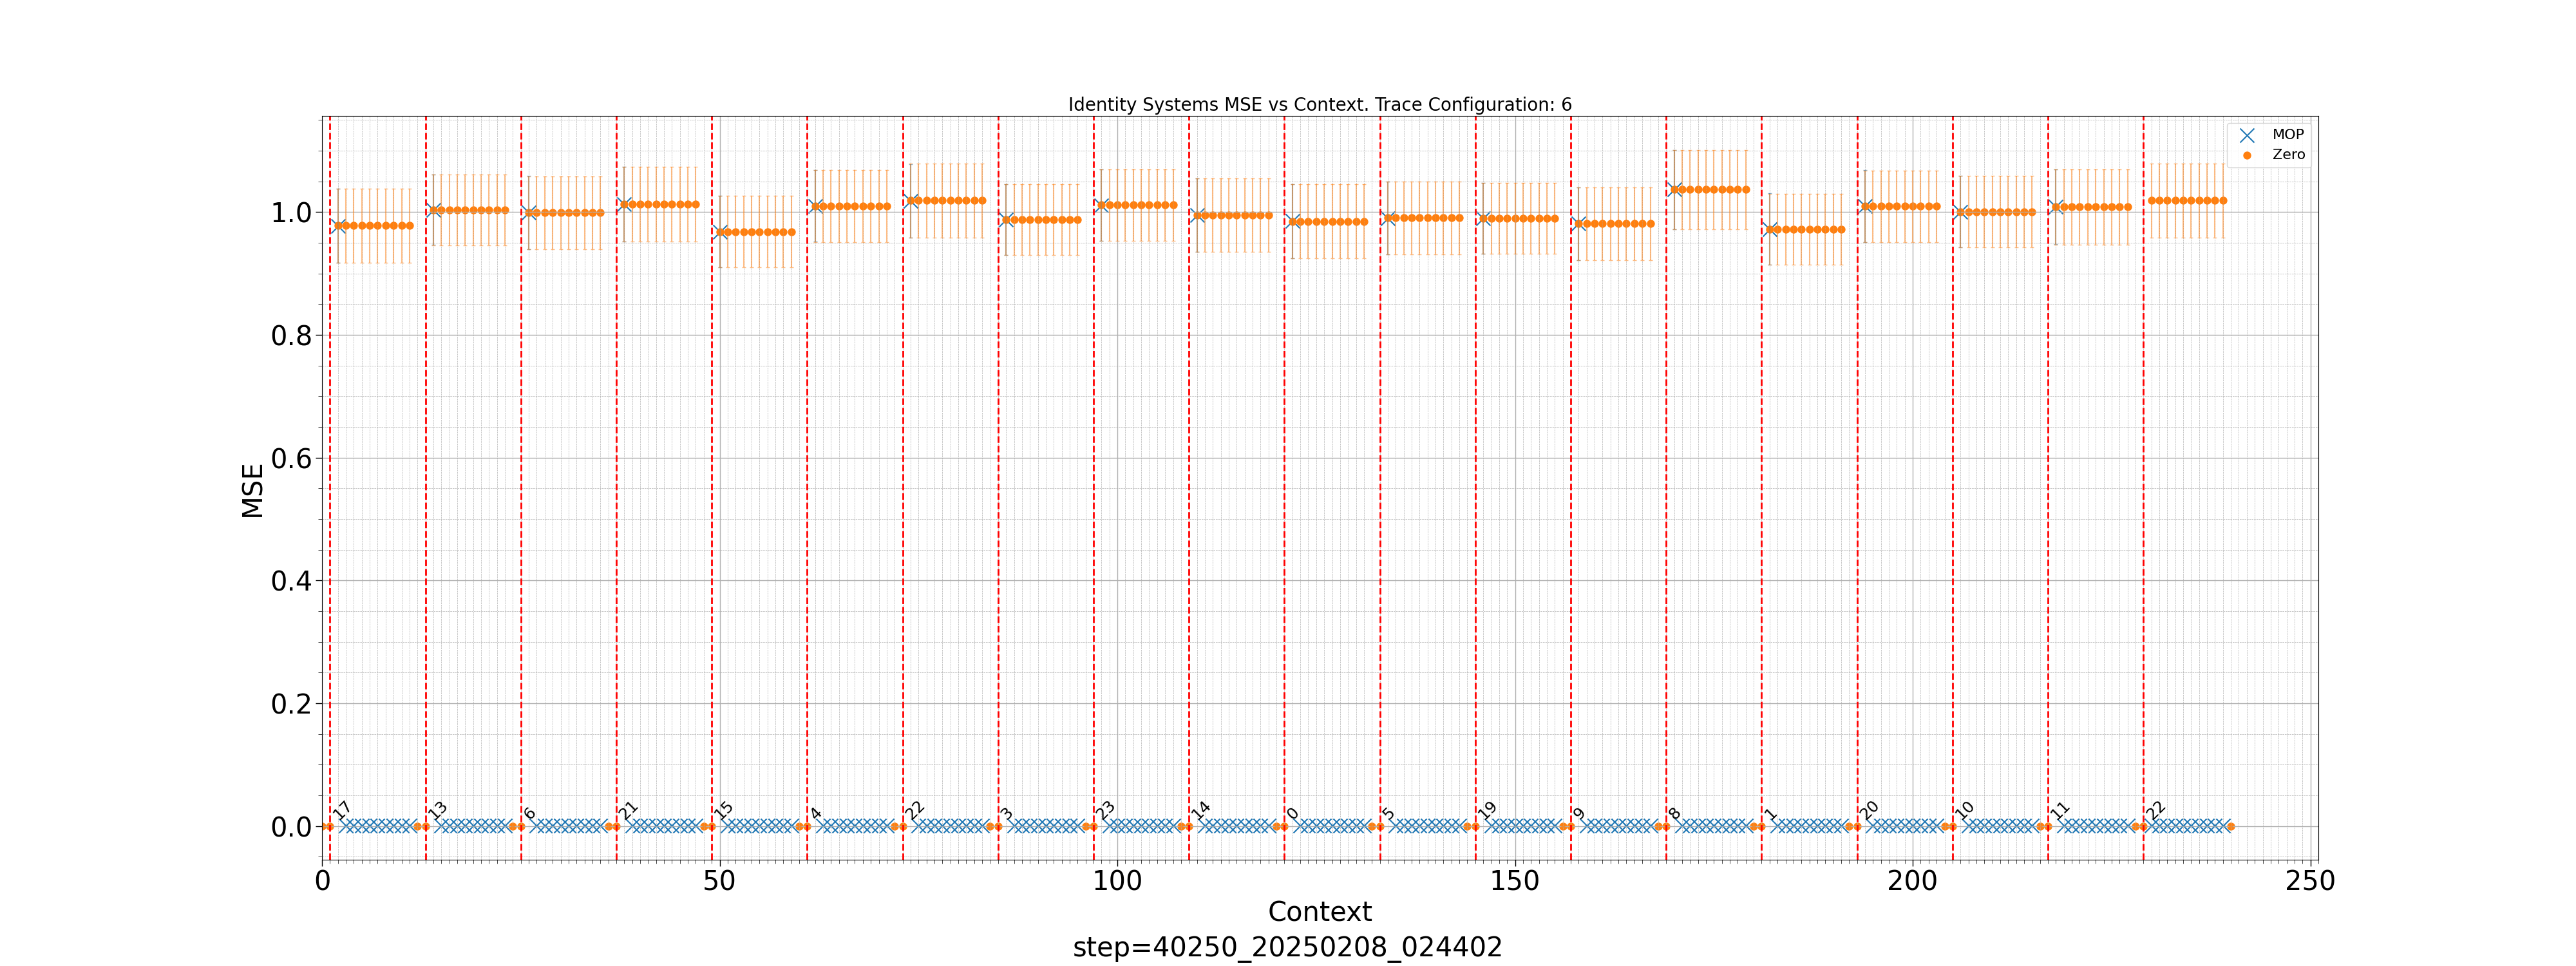 Identity Systems MSE vs Context. Trace Configuration: 6
MOP
Zero
MSE
1.0
0.8
0.6
0.4
0.2
0.0
17 13 6 21 15 4 22 3 23 14 0 5 19 9 8 1 20 10 11 22
0 50 100 150 200 250
Context
step=40250_20250208_024402